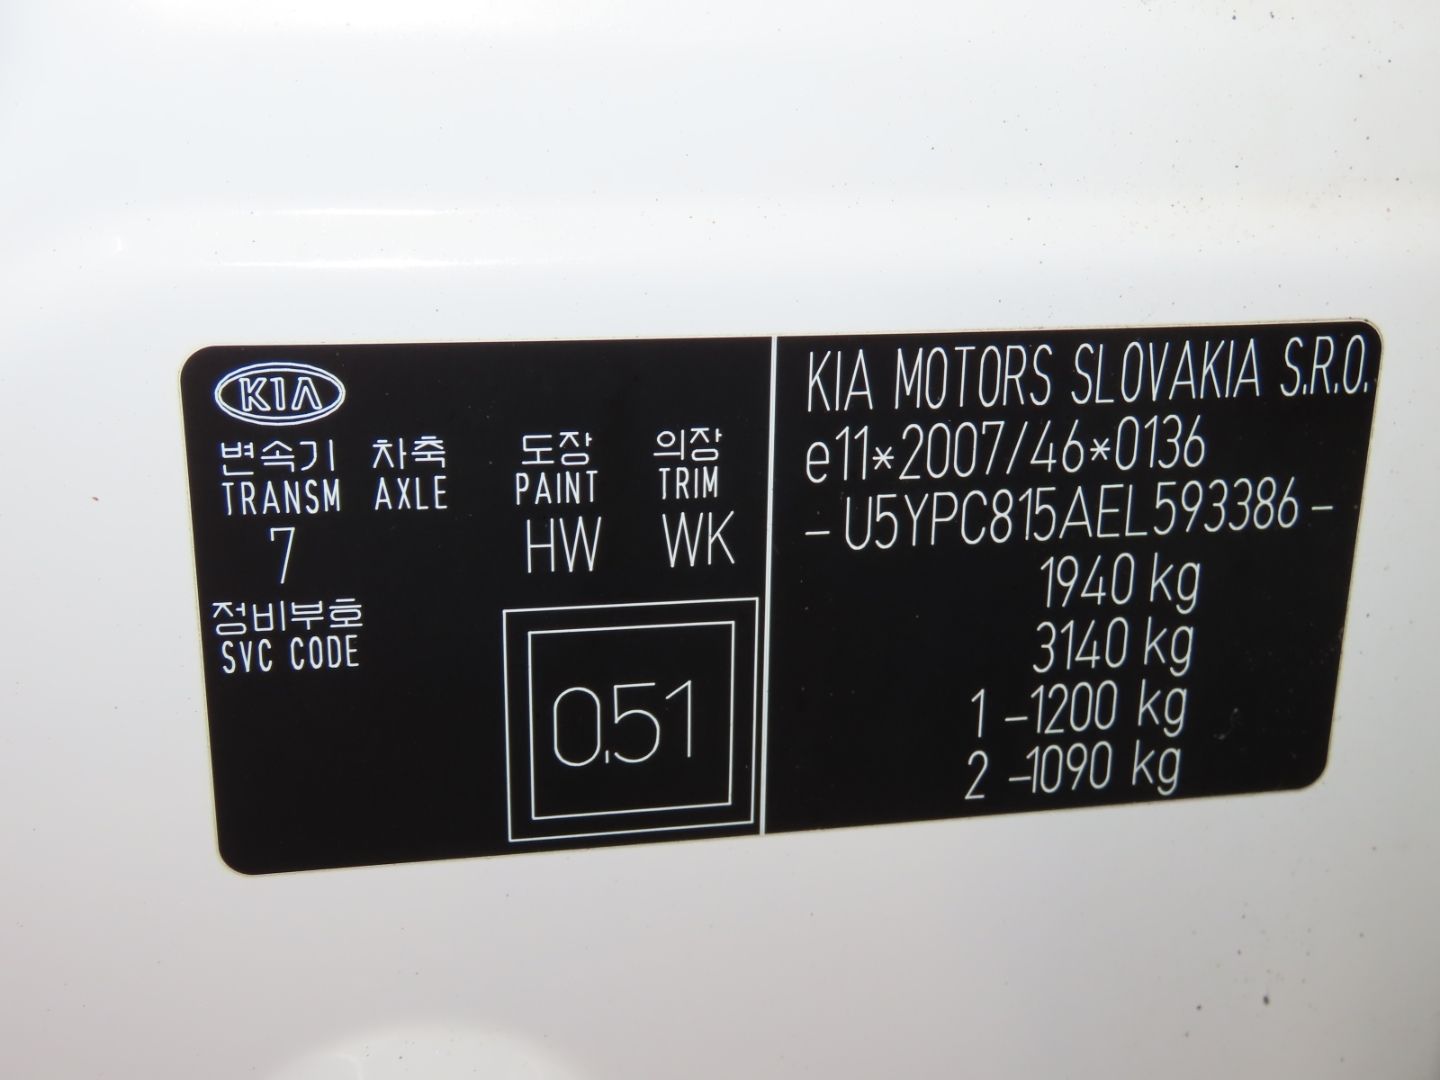 KIA
변속기 차축 도장 의장
TRANSM AXLE PAINT TRIM
7 HW WK
정비부호
SVC CODE
0.51
KIA MOTORS SLOVAKIA S.R.O.
e11*2007/46*0136
-U5YPC815AEL593386-
1940 kg
3140 kg
1 -1200 kg
2 -1090 kg